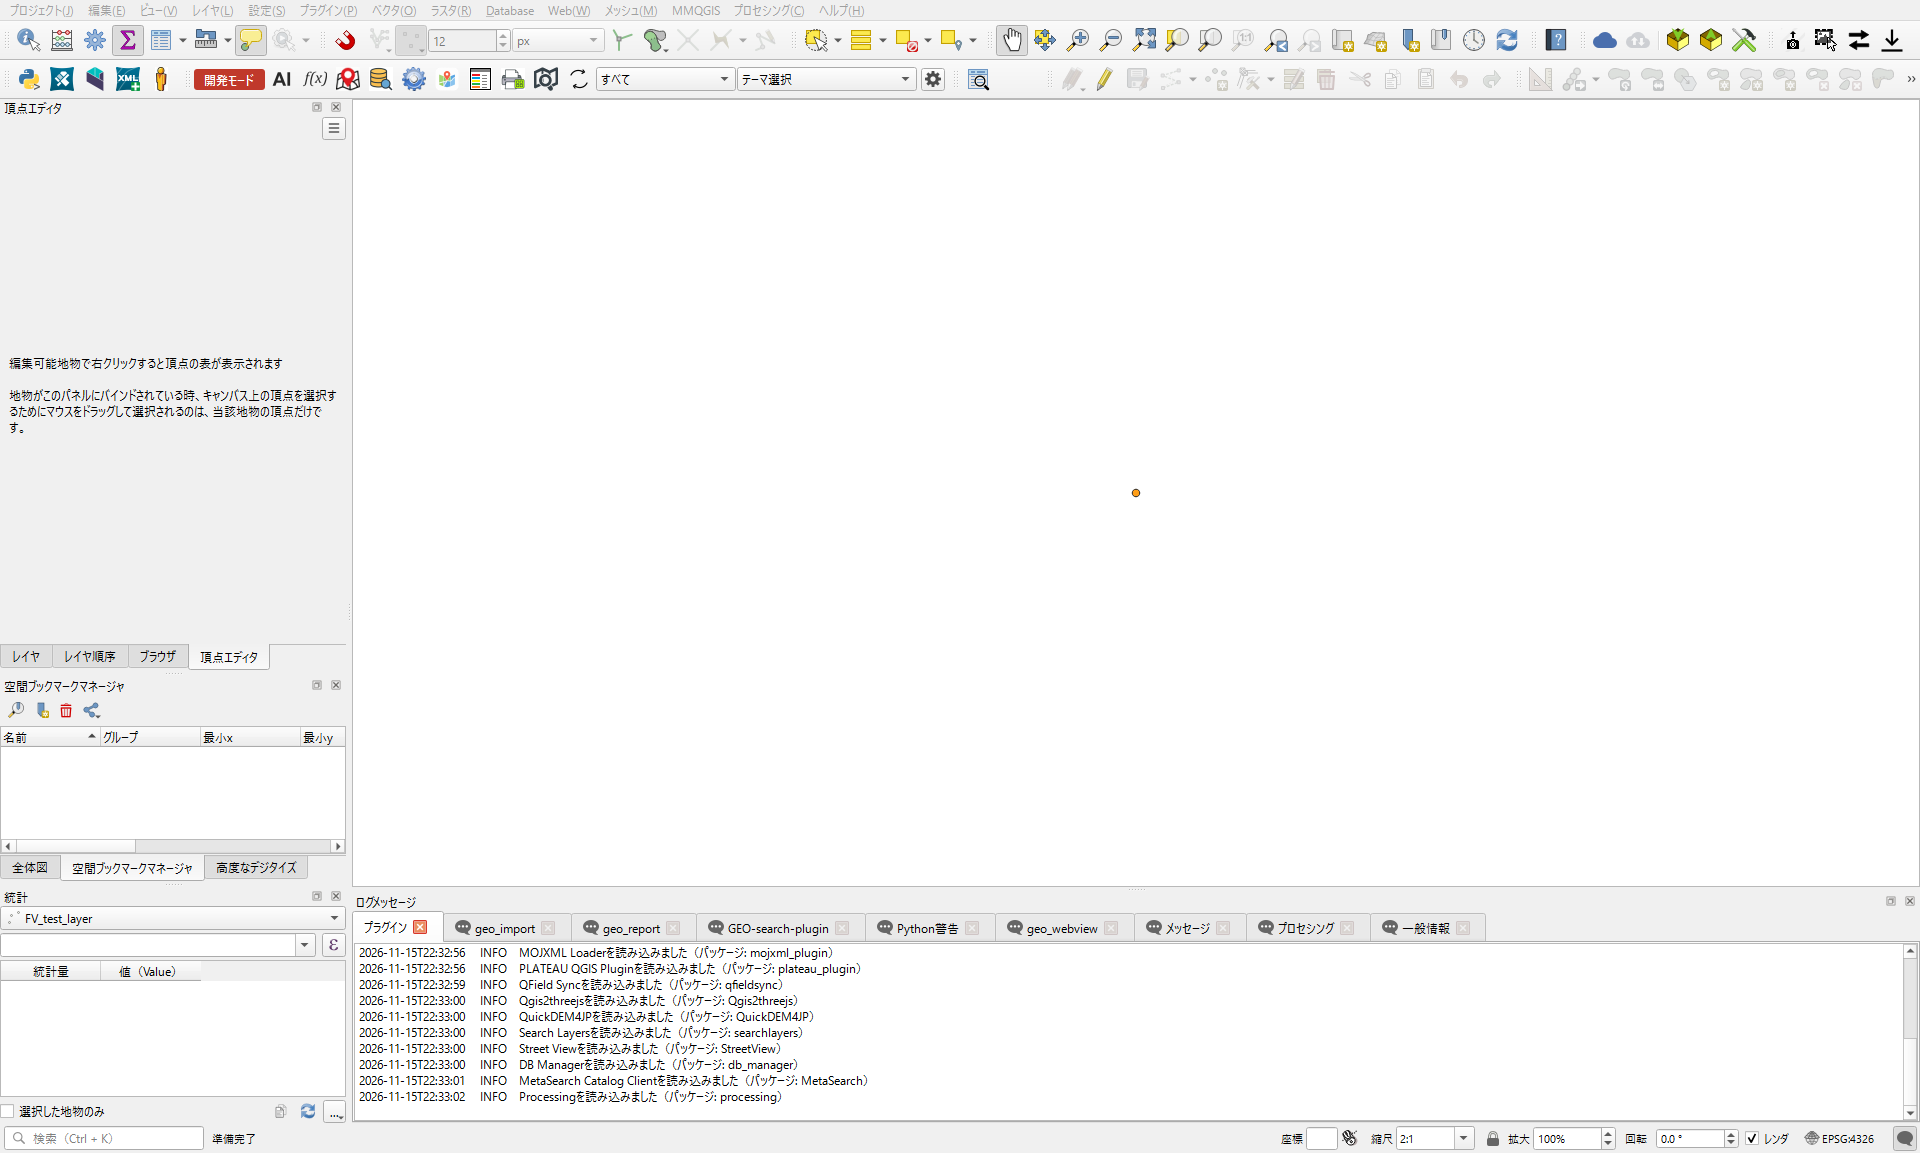 プロジェクト(J) 編集(E) ビュー(V) レイヤ(L) 設定(S) プラグイン(P) ベクタ(O) ラスタ(R) Database Web(W) メッシュ(M) MMQGIS プロセシング(C) ヘルプ(H)
12 px
開発モード AI f(x) すべて テーマ選択
頂点エディタ
編集可能地物で右クリックすると頂点の表が表示されます
地物がこのパネルにバインドされている時、キャンバス上の頂点を選択す
るためにマウスをドラッグして選択されるのは、当該地物の頂点だけで
す。
レイヤ レイヤ順序 ブラウザ 頂点エディタ
空間ブックマークマネージャ
名前 グループ 最小x 最小y
全体図 空間ブックマークマネージャ 高度なデジタイズ
統計
FV_test_layer
ε
統計量 値（Value）
選択した地物のみ
検索（Ctrl + K） 準備完了
ログメッセージ
プラグイン geo_import geo_report GEO-search-plugin Python警告 geo_webview メッセージ プロセシング 一般情報
2026-11-15T22:32:56 INFO MOJXML Loaderを読み込みました（パッケージ: mojxml_plugin）
2026-11-15T22:32:56 INFO PLATEAU QGIS Pluginを読み込みました（パッケージ: plateau_plugin）
2026-11-15T22:32:59 INFO QField Syncを読み込みました（パッケージ: qfieldsync）
2026-11-15T22:33:00 INFO Qgis2threejsを読み込みました（パッケージ: Qgis2threejs）
2026-11-15T22:33:00 INFO QuickDEM4JPを読み込みました（パッケージ: QuickDEM4JP）
2026-11-15T22:33:00 INFO Search Layersを読み込みました（パッケージ: searchlayers）
2026-11-15T22:33:00 INFO Street Viewを読み込みました（パッケージ: StreetView）
2026-11-15T22:33:00 INFO DB Managerを読み込みました（パッケージ: db_manager）
2026-11-15T22:33:01 INFO MetaSearch Catalog Clientを読み込みました（パッケージ: MetaSearch）
2026-11-15T22:33:02 INFO Processingを読み込みました（パッケージ: processing）
座標 縮尺 2:1 拡大 100% 回転 0.0 ° レンダ EPSG:4326